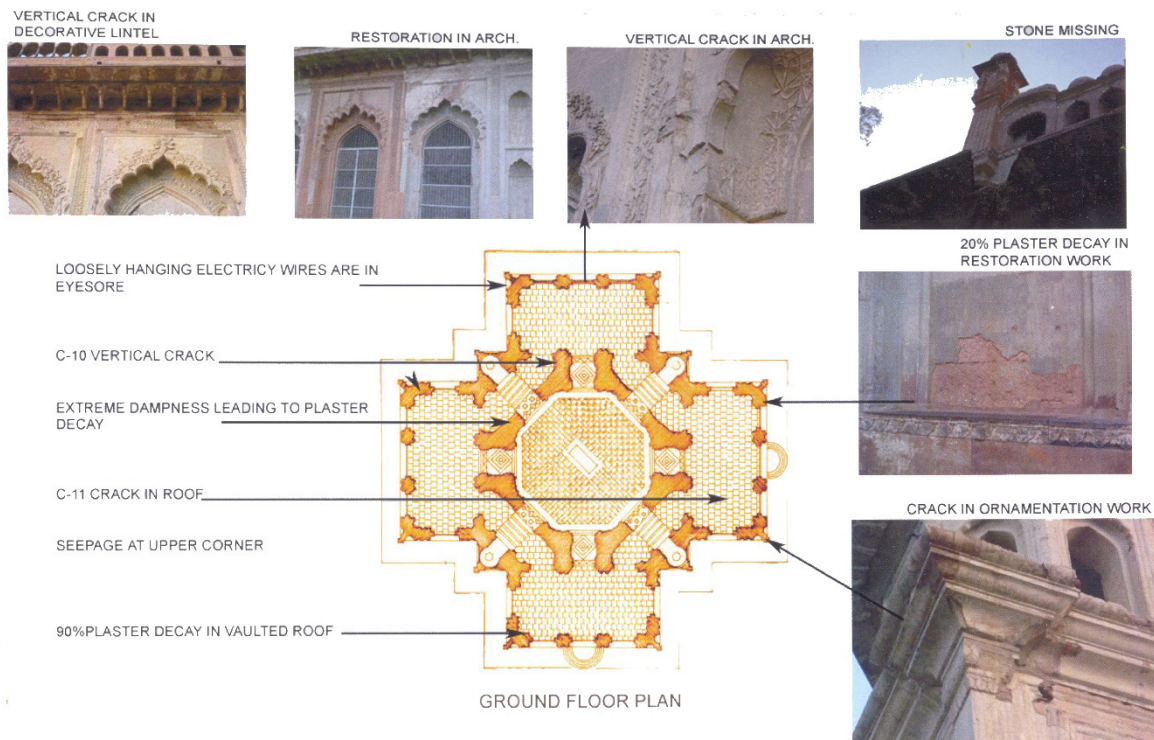 VERTICAL CRACK IN
DECORATIVE LINTEL
RESTORATION IN ARCH.
VERTICAL CRACK IN ARCH.
STONE MISSING
20% PLASTER DECAY IN
RESTORATION WORK
LOOSELY HANGING ELECTRICY WIRES ARE IN
EYESORE
C-10 VERTICAL CRACK
EXTREME DAMPNESS LEADING TO PLASTER
DECAY
C-11 CRACK IN ROOF
CRACK IN ORNAMENTATION WORK
SEEPAGE AT UPPER CORNER
90%PLASTER DECAY IN VAULTED ROOF
GROUND FLOOR PLAN